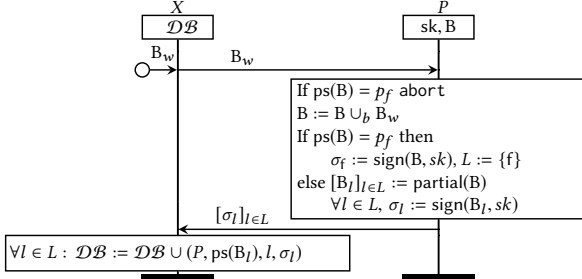 X P
𝒟ℬ sk, B
B_w B_w
If ps(B) = p_f abort
B := B ∪_b B_w
If ps(B) = p_f then
σ_f := sign(B, sk), L := {f}
else [B_l]_{l∈L} := partial(B)
∀l ∈ L, σ_l := sign(B_l, sk)
[σ_l]_{l∈L}
∀l ∈ L : 𝒟ℬ := 𝒟ℬ ∪ (P, ps(B_l), l, σ_l)